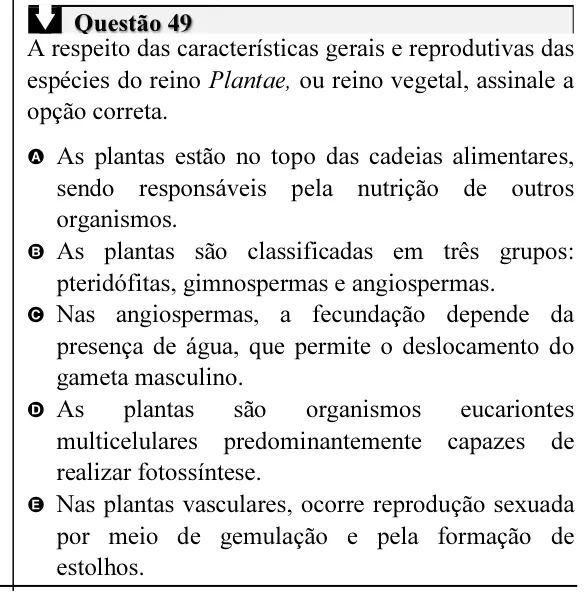 Questão 49
A respeito das características gerais e reprodutivas das
espécies do reino Plantae, ou reino vegetal, assinale a
opção correta.
A As plantas estão no topo das cadeias alimentares,
sendo responsáveis pela nutrição de outros
organismos.
B As plantas são classificadas em três grupos:
pteridófitas, gimnospermas e angiospermas.
C Nas angiospermas, a fecundação depende da
presença de água, que permite o deslocamento do
gameta masculino.
D As plantas são organismos eucariontes
multicelulares predominantemente capazes de
realizar fotossíntese.
E Nas plantas vasculares, ocorre reprodução sexuada
por meio de gemulação e pela formação de
estolhos.